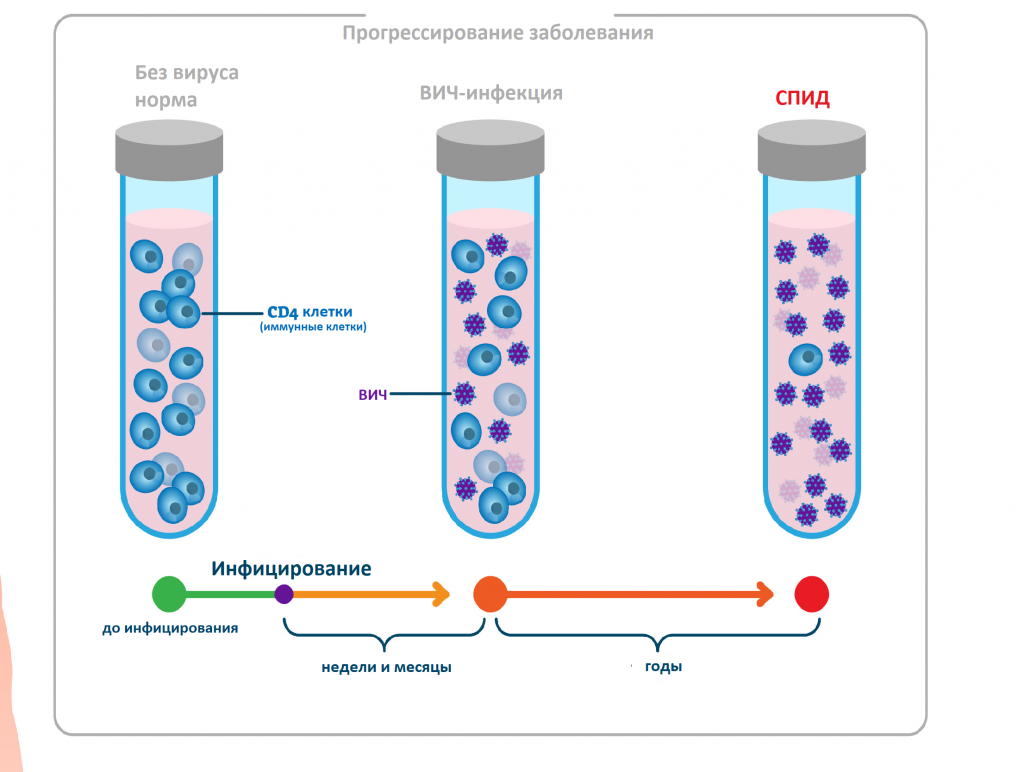 Прогрессирование заболевания
Без вируса
норма
ВИЧ-инфекция
СПИД
CD4 клетки
(иммунные клетки)
ВИЧ
Инфицирование
до инфицирования
недели и месяцы
годы